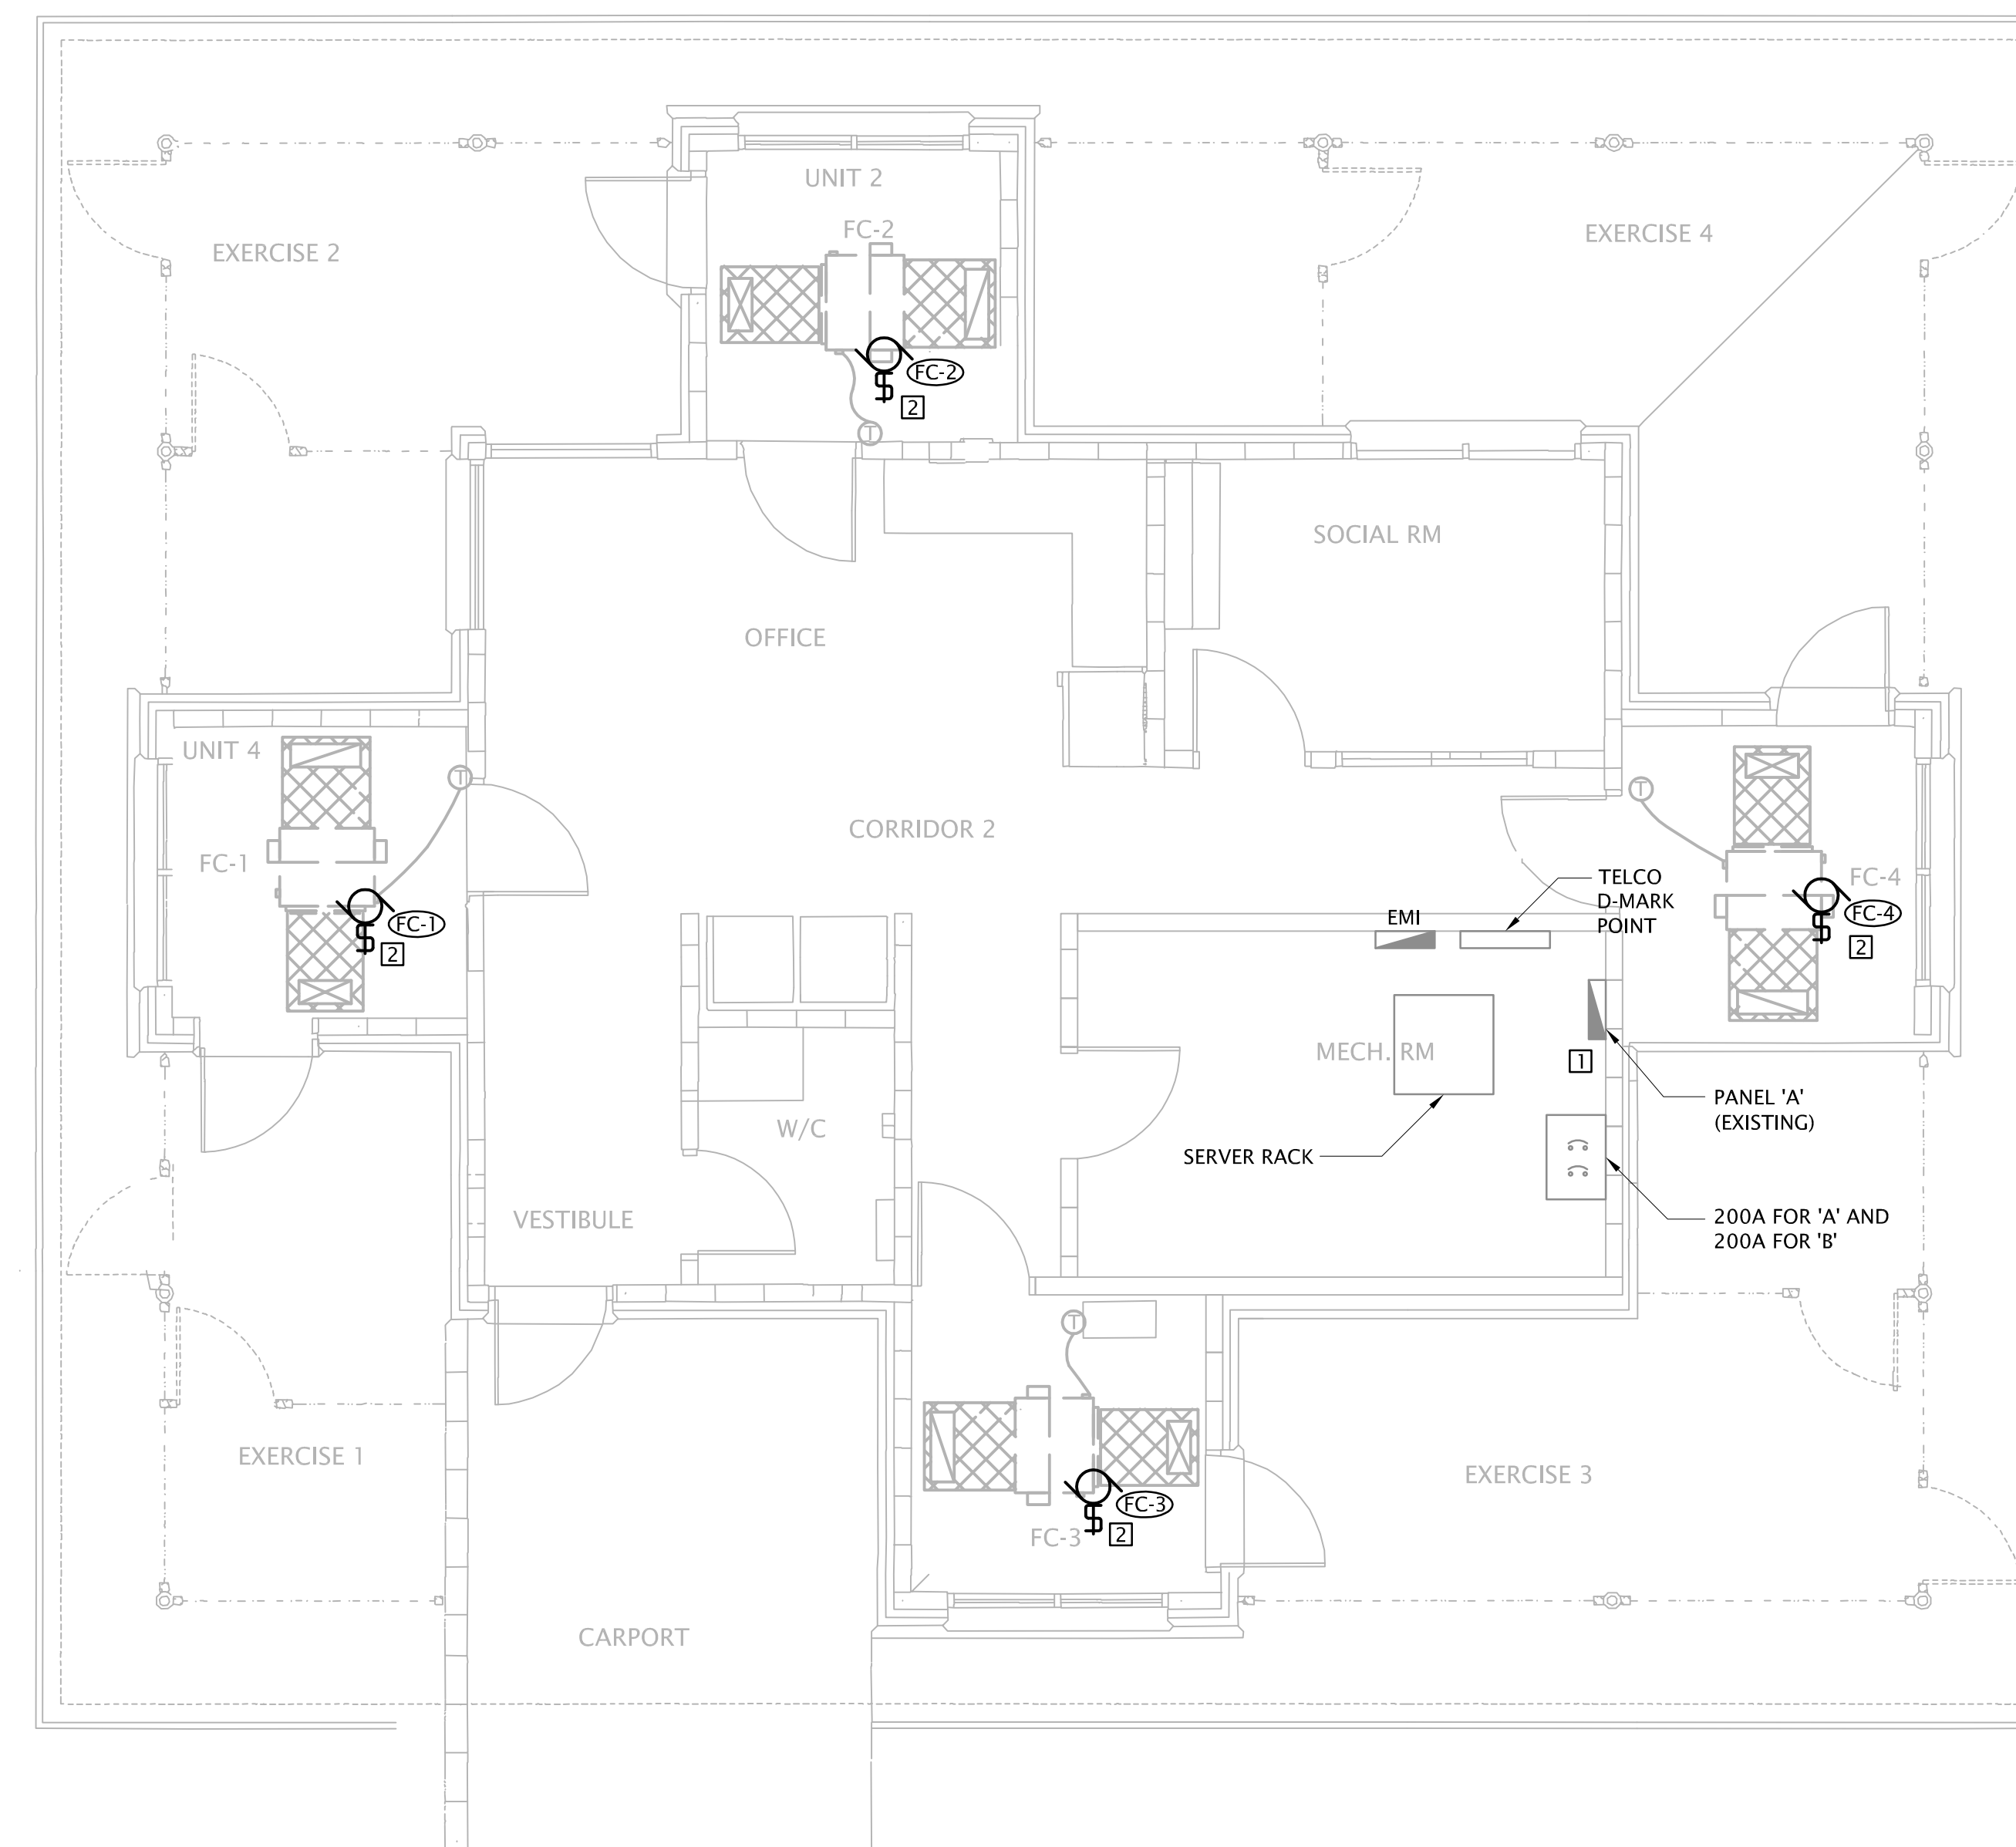 UNIT 2
FC-2
EXERCISE 2
EXERCISE 4
FC-2
2
T
SOCIAL RM
OFFICE
UNIT 4
T
T
CORRIDOR 2
FC-1
TELCO
D-MARK
POINT
FC-4
EMI
FC-1
2
FC-4
2
MECH. RM
1
PANEL 'A'
(EXISTING)
W/C
SERVER RACK
VESTIBULE
200A FOR 'A' AND
200A FOR 'B'
T
EXERCISE 1
EXERCISE 3
FC-3
FC-3
2
CARPORT